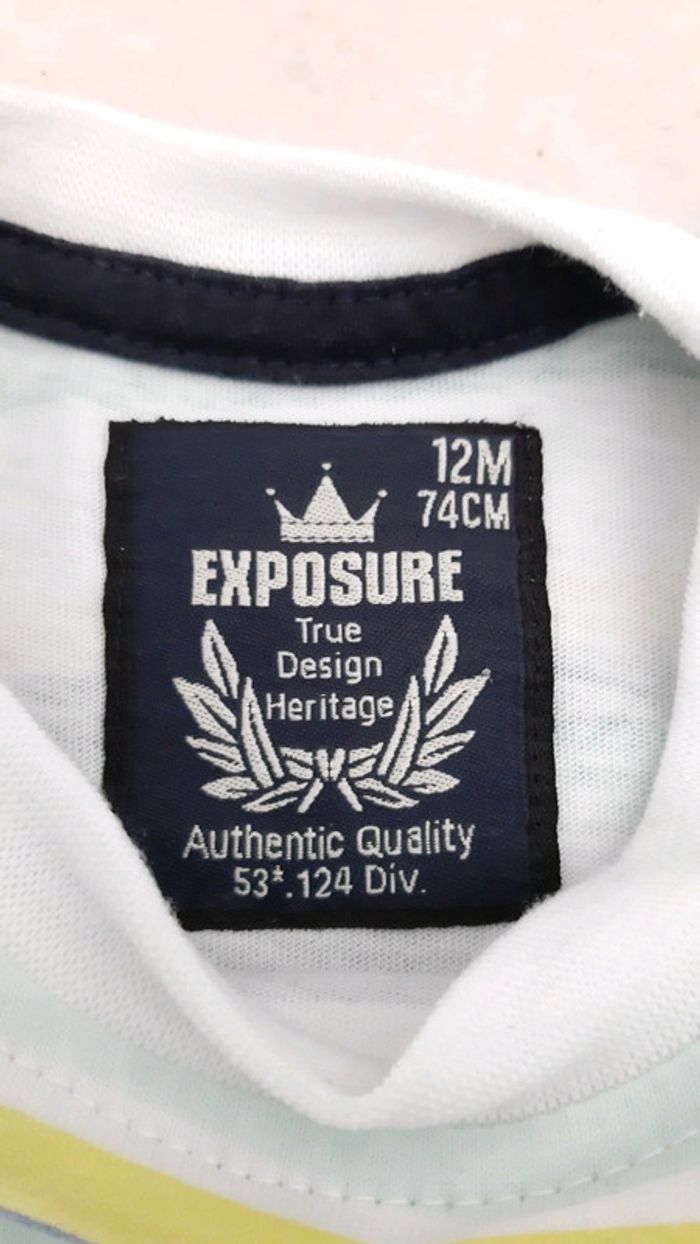 12M
74CM
EXPOSURE
True
Design
Heritage
Authentic Quality
53*.124 Div.